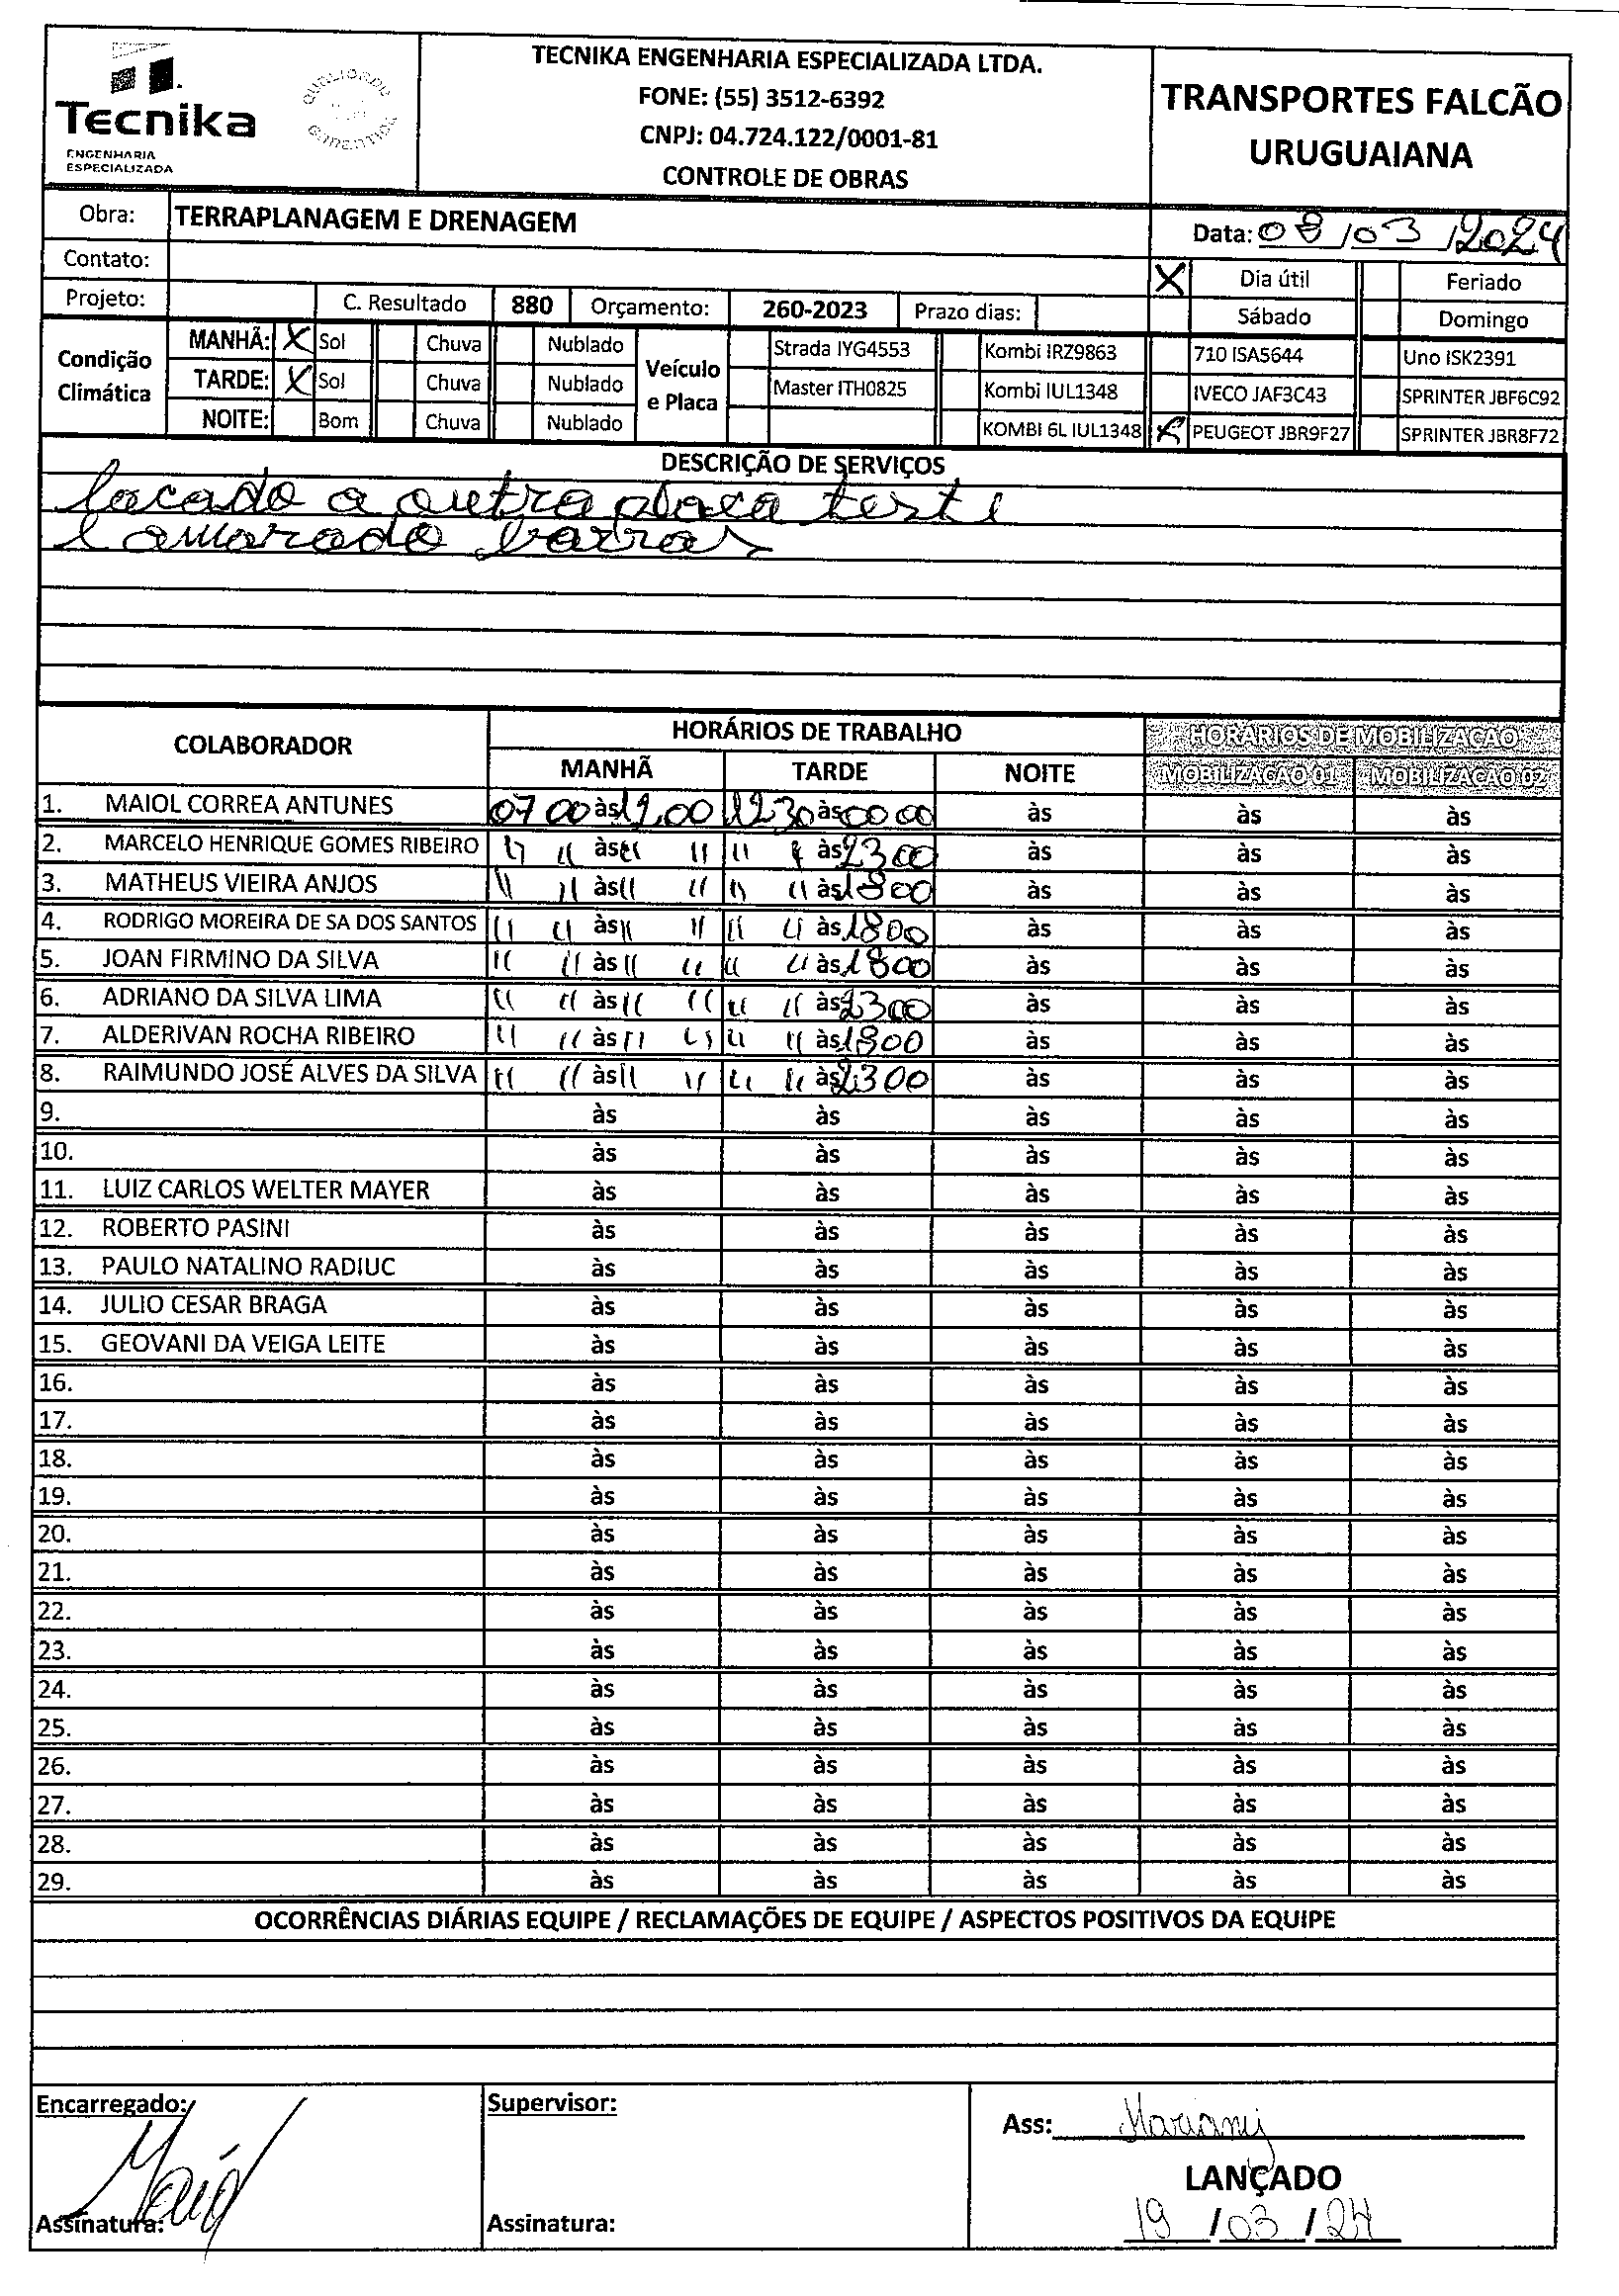 Tecnika
ENGENHARIA
ESPECIALIZADA
TECNIKA ENGENHARIA ESPECIALIZADA LTDA.
FONE: (55) 3512-6392
CNPJ: 04.724.122/0001-81
CONTROLE DE OBRAS
TRANSPORTES FALCÃO
URUGUAIANA
Obra: TERRAPLANAGEM E DRENAGEM
Data: 08/03/2024
Contato:
X Dia útil Feriado
Projeto: C. Resultado 880 Orçamento: 260-2023 Prazo dias:
Sábado Domingo
Condição Climática
MANHÃ: X Sol Chuva Nublado
TARDE: X Sol Chuva Nublado
NOITE: Bom Chuva Nublado
Veículo e Placa
Strada IYG4553 Kombi IRZ9863 710 ISA5644 Uno ISK2391
Master ITH0825 Kombi IUL1348 IVECO JAF3C43 SPRINTER JBF6C92
KOMBI 6L IUL1348 X PEUGEOT JBR9F27 SPRINTER JBR8F72
DESCRIÇÃO DE SERVIÇOS
a outra placa teste
barras
COLABORADOR HORÁRIOS DE TRABALHO HORÁRIOS DE MOBILIZAÇÃO
MANHÃ TARDE NOITE MOBILIZAÇÃO 01 MOBILIZAÇÃO 02
1. MAIOL CORREA ANTUNES 07 00 às 12,00 12 30 às 00 00 às às às
2. MARCELO HENRIQUE GOMES RIBEIRO " " às " " " " às 23 00 às às às
3. MATHEUS VIEIRA ANJOS " " às " " " " às 18 00 às às às
4. RODRIGO MOREIRA DE SA DOS SANTOS " " às " " " " às 18 00 às às às
5. JOAN FIRMINO DA SILVA " " às " " " " às 18 00 às às às
6. ADRIANO DA SILVA LIMA " " às " " " " às 23 00 às às às
7. ALDERIVAN ROCHA RIBEIRO " " às " " " " às 18 00 às às às
8. RAIMUNDO JOSÉ ALVES DA SILVA " " às " " " " às 23 00 às às às
9. às às às às às
10. às às às às às
11. LUIZ CARLOS WELTER MAYER às às às às às
12. ROBERTO PASINI às às às às às
13. PAULO NATALINO RADIUC às às às às às
14. JULIO CESAR BRAGA às às às às às
15. GEOVANI DA VEIGA LEITE às às às às às
16. às às às às às
17. às às às às às
18. às às às às às
19. às às às às às
20. às às às às às
21. às às às às às
22. às às às às às
23. às às às às às
24. às às às às às
25. às às às às às
26. às às às às às
27. às às às às às
28. às às às às às
29. às às às às às
OCORRÊNCIAS DIÁRIAS EQUIPE / RECLAMAÇÕES DE EQUIPE / ASPECTOS POSITIVOS DA EQUIPE
Encarregado: Supervisor:
Ass: Mariany
LANÇADO
Assinatura: Assinatura:
19 / 03 / 24